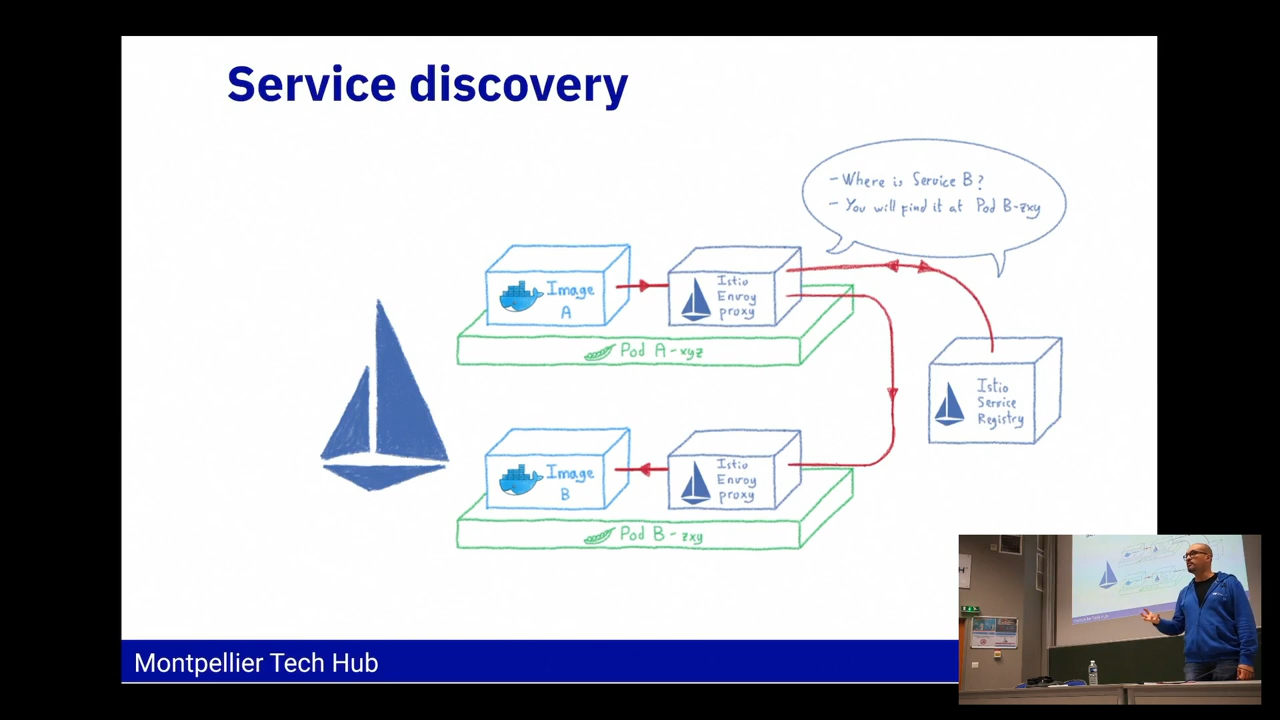 Service discovery
- Where is Service B?
- You will find it at Pod B-zxy
Image
A
Istio
Envoy
proxy
Pod A-xyz
Istio
Service
Registry
Image
B
Istio
Envoy
proxy
Pod B-zxy
Montpellier Tech Hub